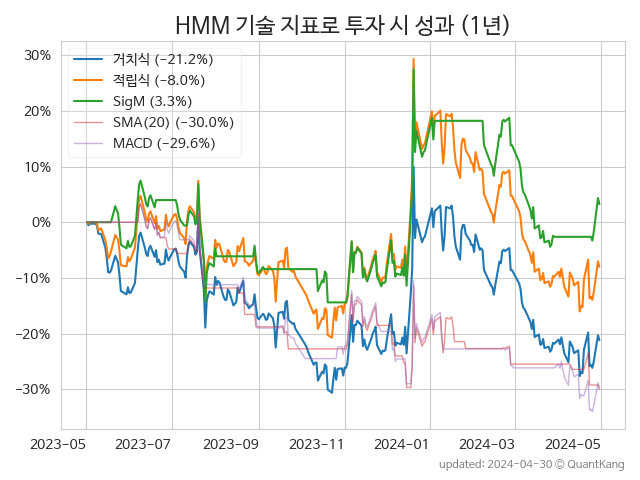 HMM 기술 지표로 투자 시 성과 (1년)
거치식 (−21.2%)
적립식 (−8.0%)
SigM (3.3%)
SMA(20) (−30.0%)
MACD (−29.6%)
30%
20%
10%
0%
−10%
−20%
−30%
2023-05 2023-07 2023-09 2023-11 2024-01 2024-03 2024-05
updated: 2024-04-30 © QuantKang